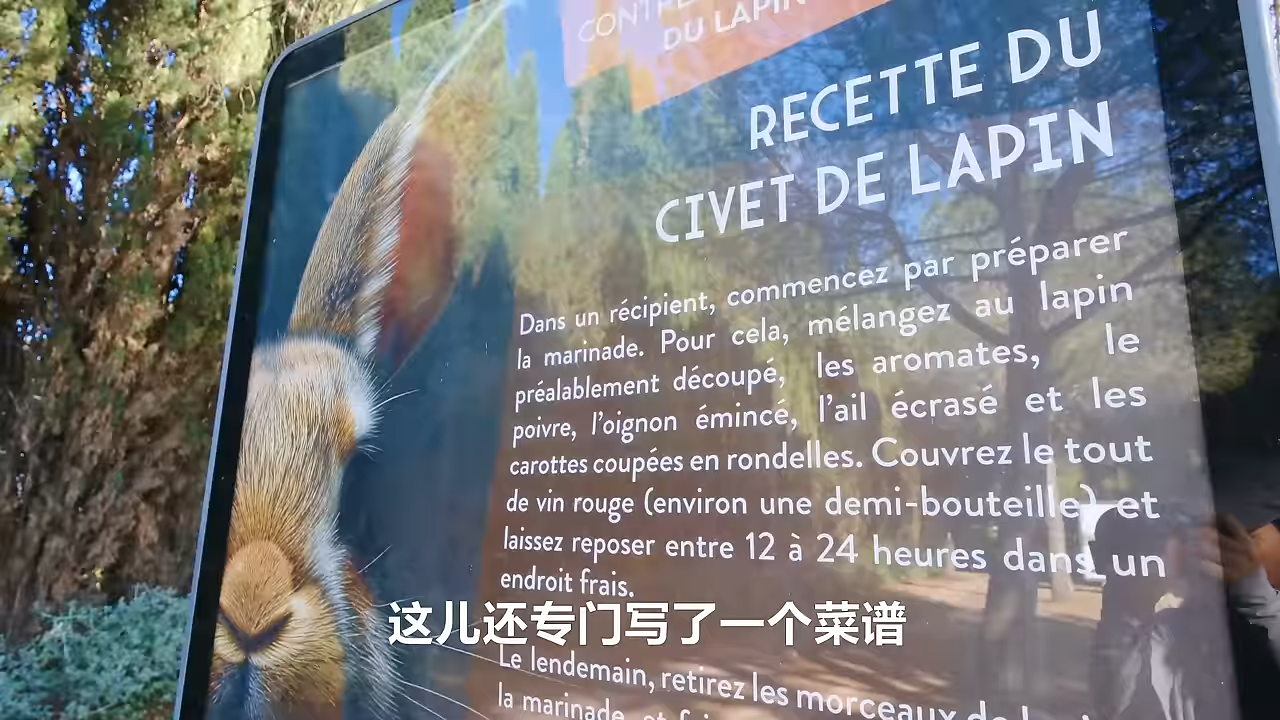 DU LAPIN
RECETTE DU
CIVET DE LAPIN
Dans un récipient, commencez par préparer
la marinade. Pour cela, mélangez au lapin
préalablement découpé, les aromates, le
poivre, l'oignon émincé, l'ail écrasé et les
carottes coupées en rondelles. Couvrez le tout
de vin rouge (environ une demi-bouteille) et
laissez reposer entre 12 à 24 heures dans un
endroit frais.
这儿还专门写了一个菜谱
Le lendemain, retirez les morceaux de
la marinade